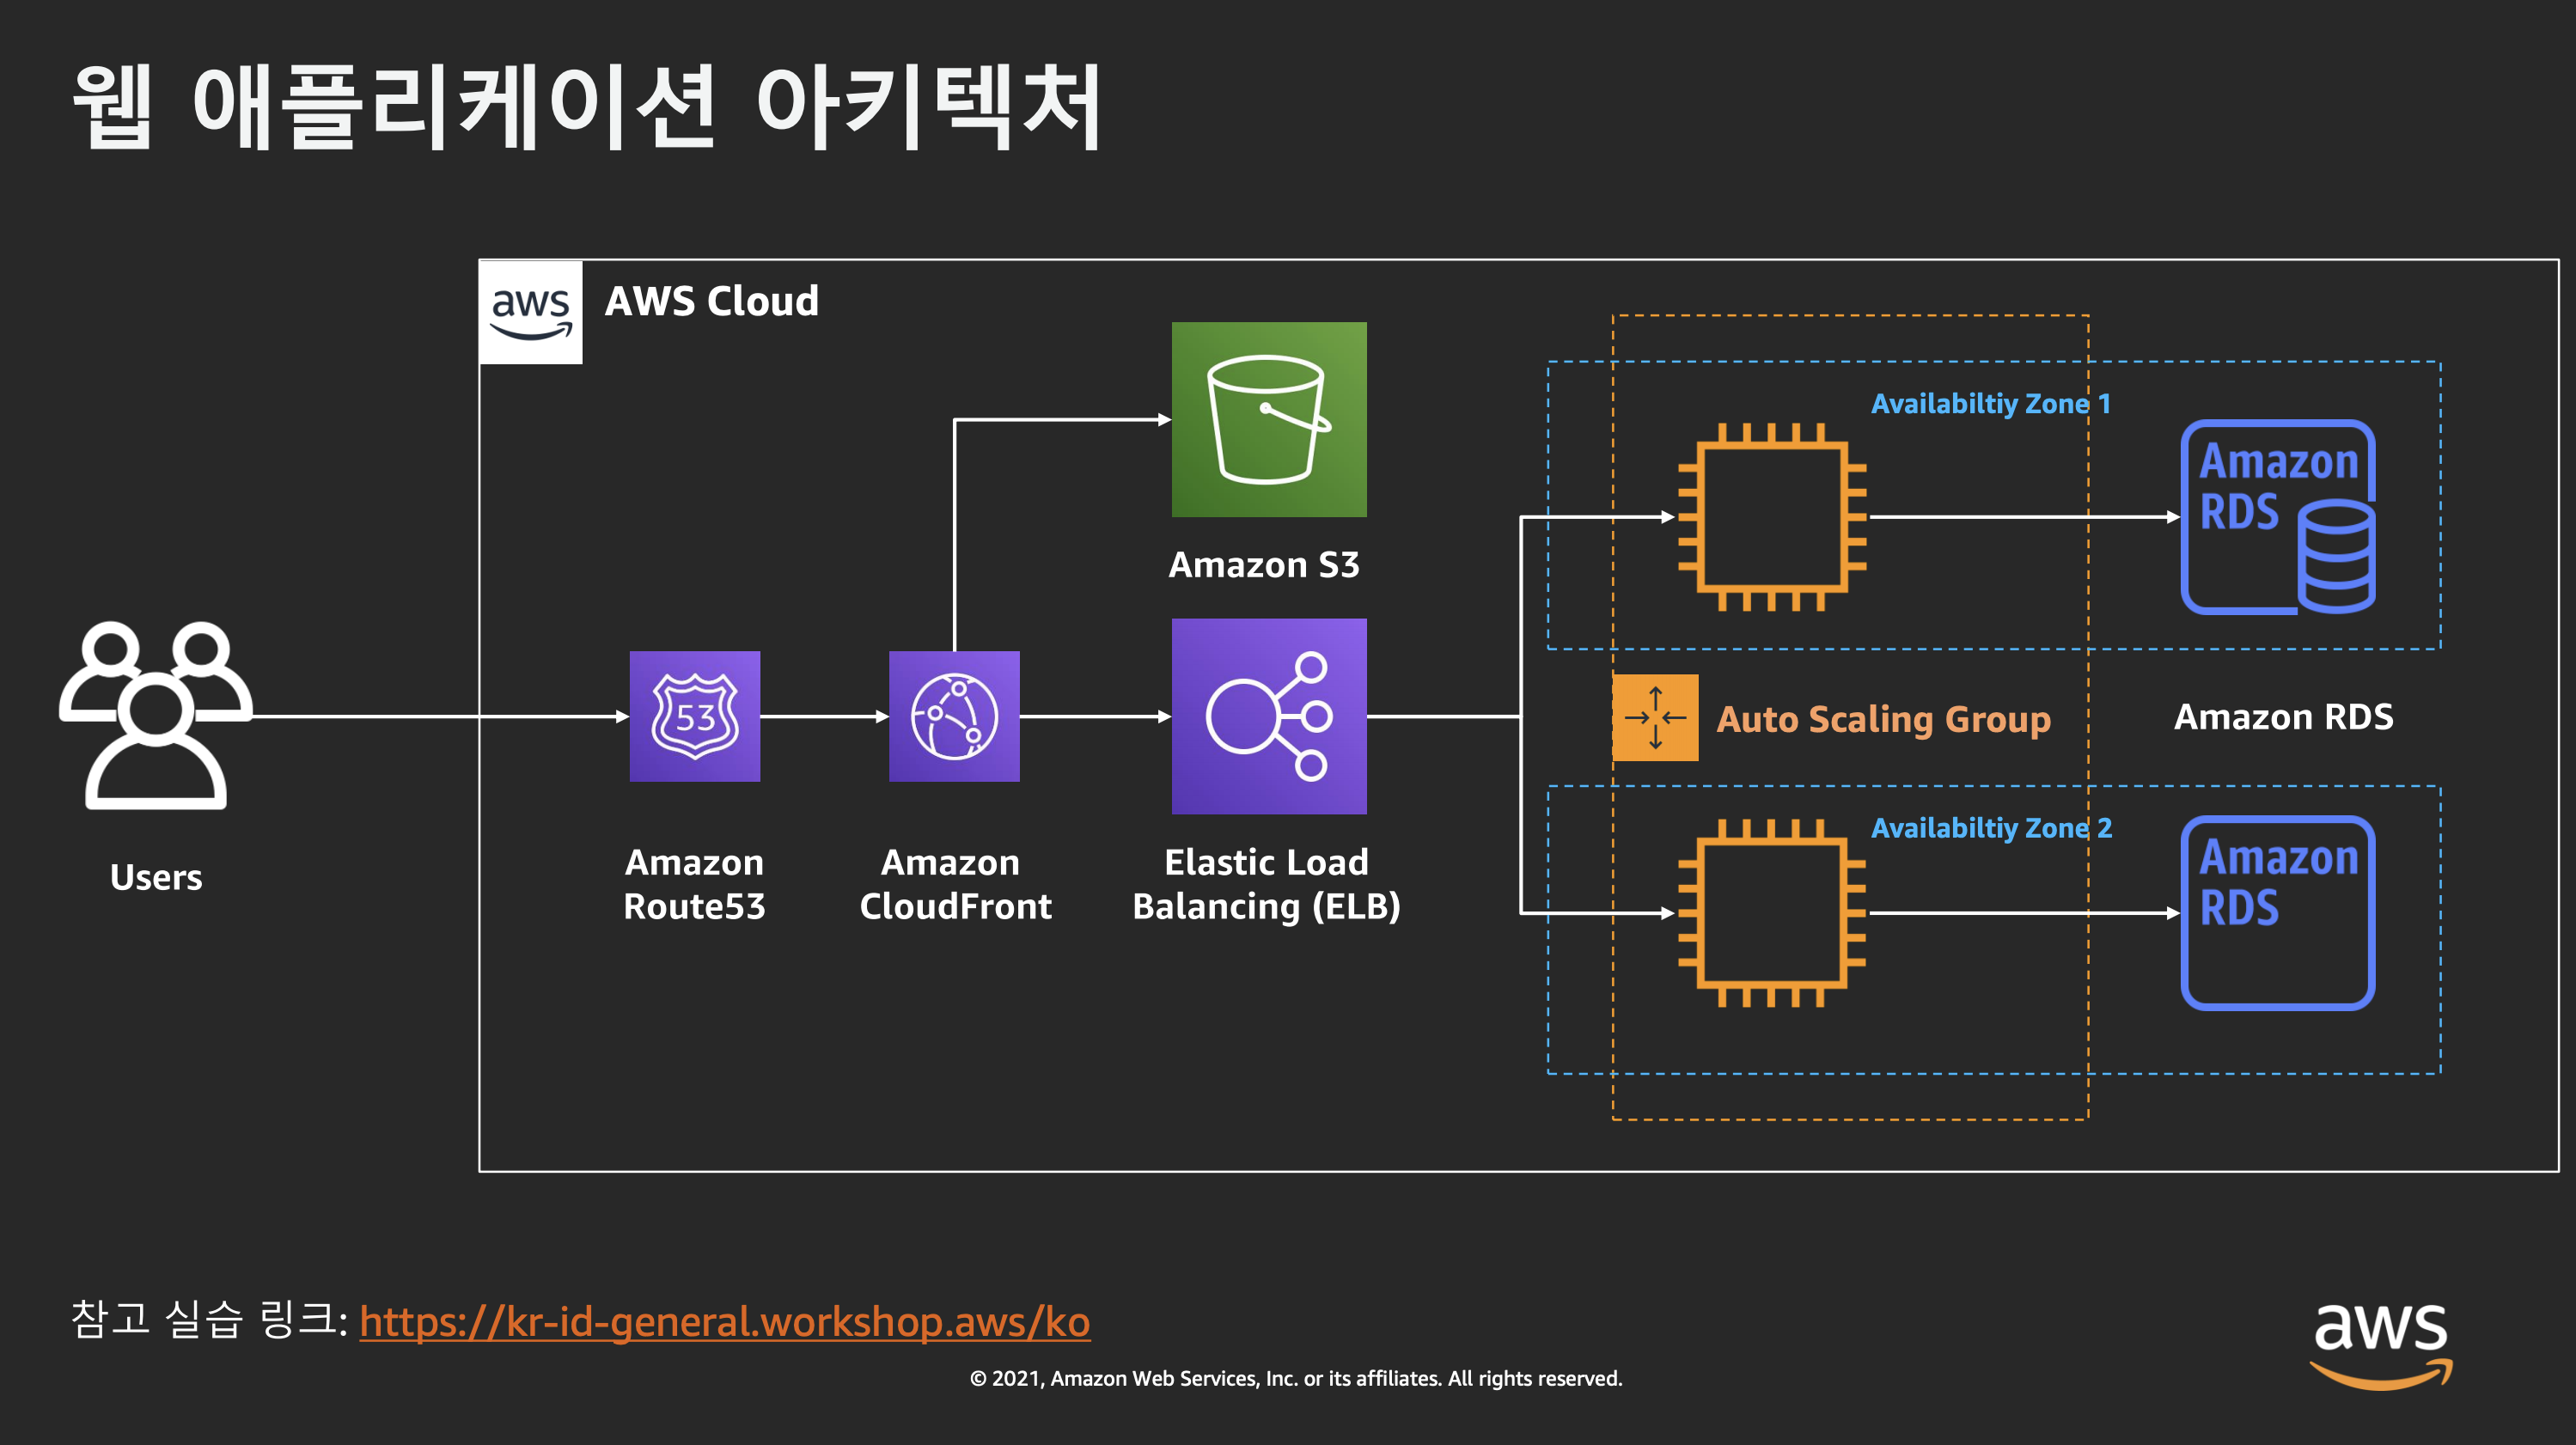 웹 애플리케이션 아키텍처
aws
AWS Cloud
Amazon S3
Availabiltiy Zone 1
Amazon
RDS
Users
53
Amazon
Route53
Amazon
CloudFront
Elastic Load
Balancing (ELB)
Auto Scaling Group
Amazon RDS
Availabiltiy Zone 2
Amazon
RDS
참고 실습 링크: https://kr-id-general.workshop.aws/ko
aws
© 2021, Amazon Web Services, Inc. or its affiliates. All rights reserved.